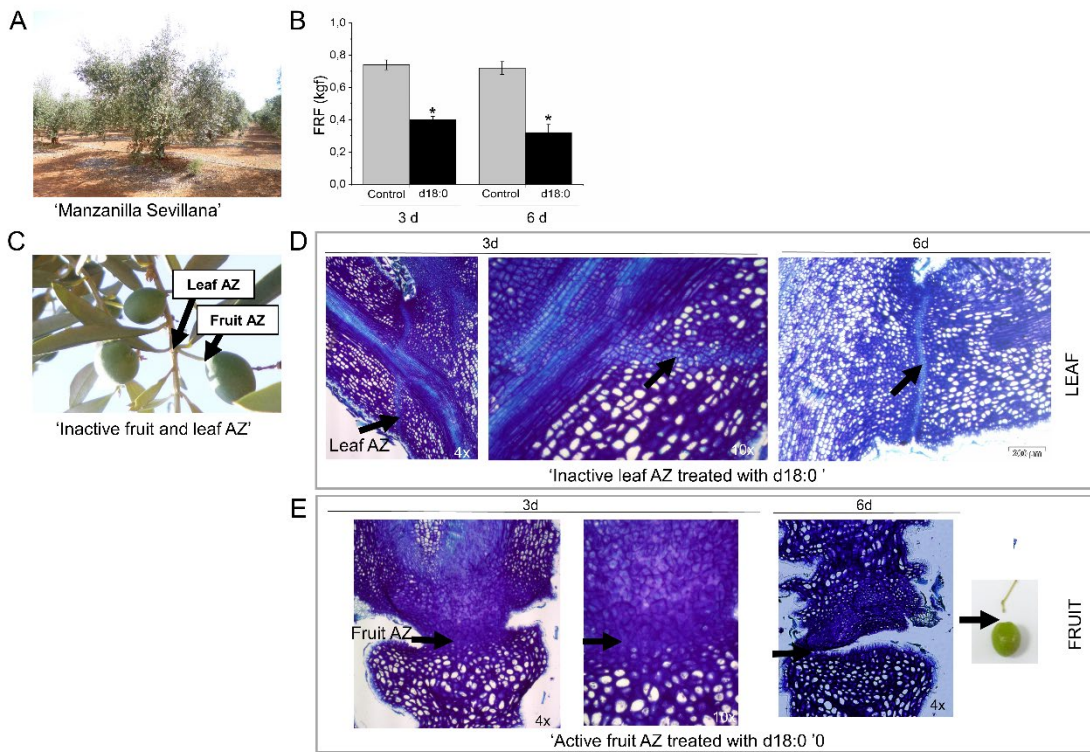 A
'Manzanilla Sevillana'
B
FRF (kgf)
1,0
0,8
0,6
0,4
0,2
0,0
*
*
Control d18:0 Control d18:0
3 d 6 d
C
Leaf AZ
Fruit AZ
'Inactive fruit and leaf AZ'
D
3d 6d
Leaf AZ
4x
10x
200 µm
LEAF
'Inactive leaf AZ treated with d18:0 '
E
3d 6d
Fruit AZ
4x
10x
4x
FRUIT
'Active fruit AZ treated with d18:0 '0